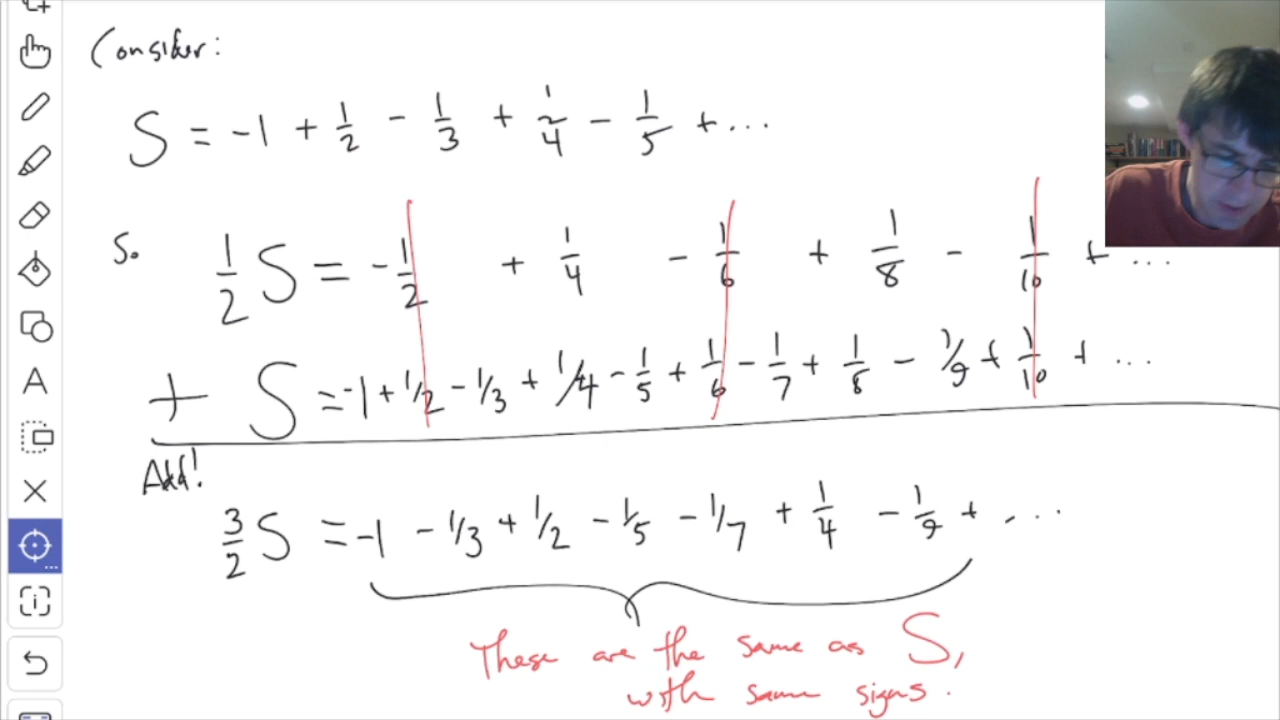 Consider:
S = -1 + 1/2 - 1/3 + 1/4 - 1/5 + ...
So 1/2 S = -1/2 + 1/4 - 1/6 + 1/8 - 1/10 + ...
+ S = -1 + 1/2 - 1/3 + 1/4 - 1/5 + 1/6 - 1/7 + 1/8 - 1/9 + 1/10 + ...
Add!
3/2 S = -1 - 1/3 + 1/2 - 1/5 - 1/7 + 1/4 - 1/9 + ...
These are the same as S,
with same signs.